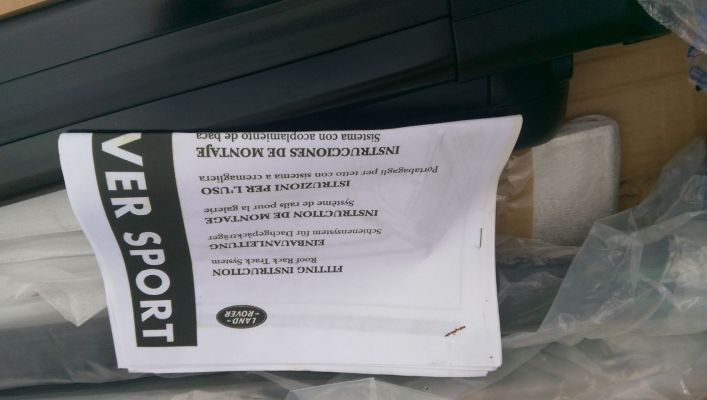 LAND-
-ROVER
FITTING INSTRUCTION
Roof Rack Track System
EINBAUANLEITUNG
Schienensystem für Dachgepäckträger
INSTRUCTION DE MONTAGE
Système de rails pour la galerie
ISTRUZIONI PER L'USO
Portabagagli per tetto con sistema a cremagliera
INSTRUCCIONES DE MONTAJE
Sistema con acoplamiento de baca
VER SPORT